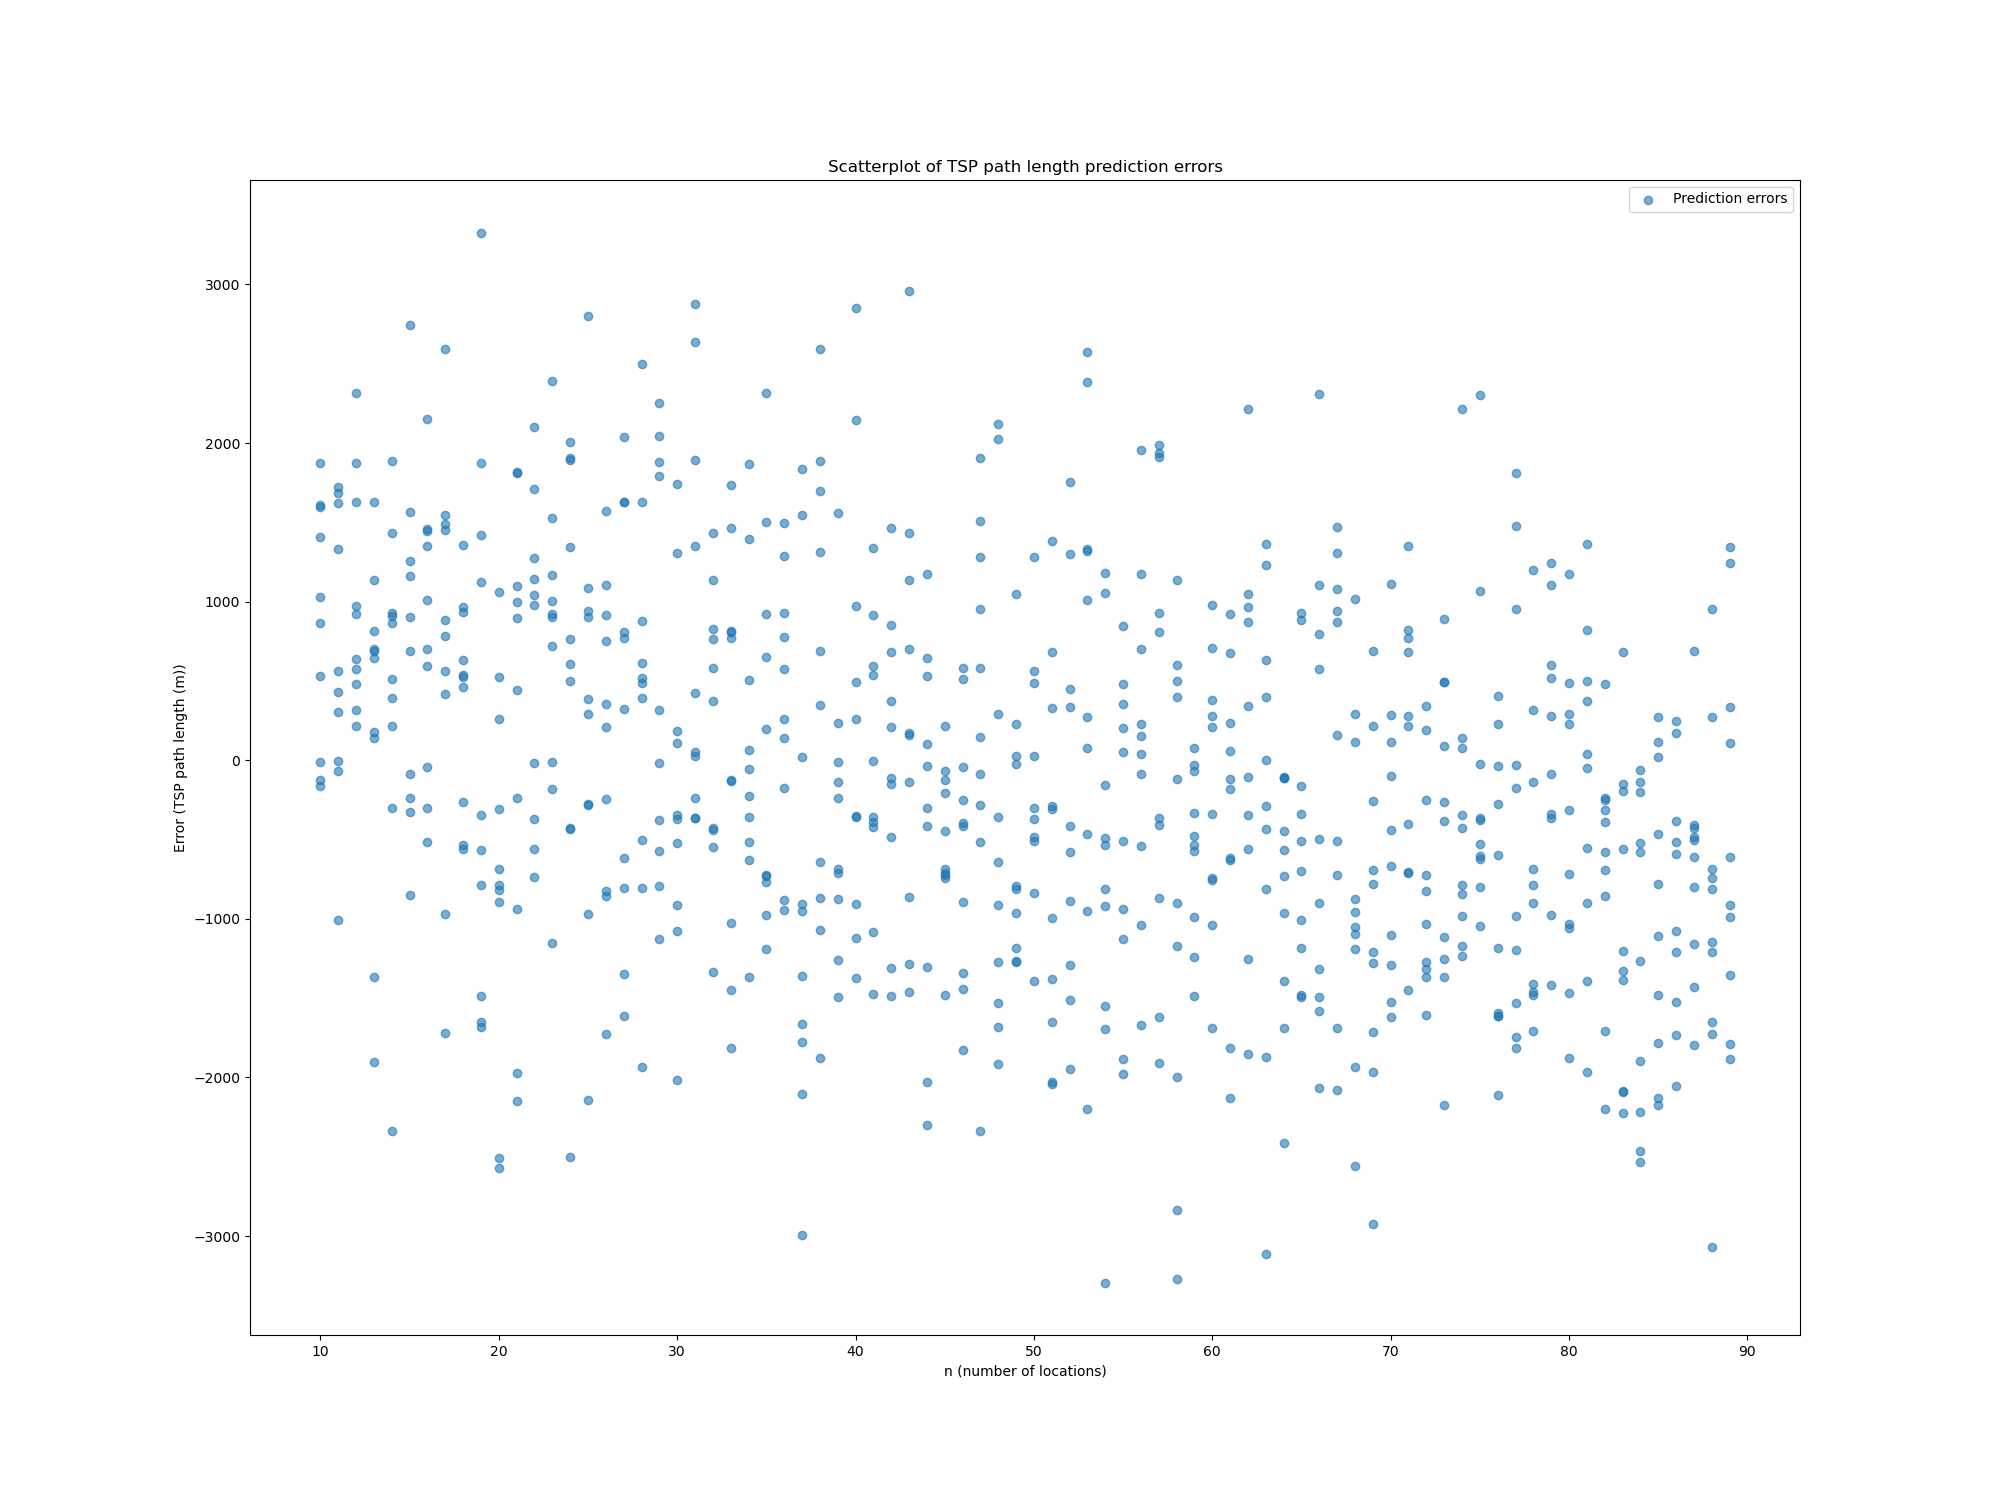 Scatterplot of TSP path length prediction errors
Prediction errors
3000
2000
1000
0
−1000
−2000
−3000
Error (TSP path length (m))
10 20 30 40 50 60 70 80 90
n (number of locations)